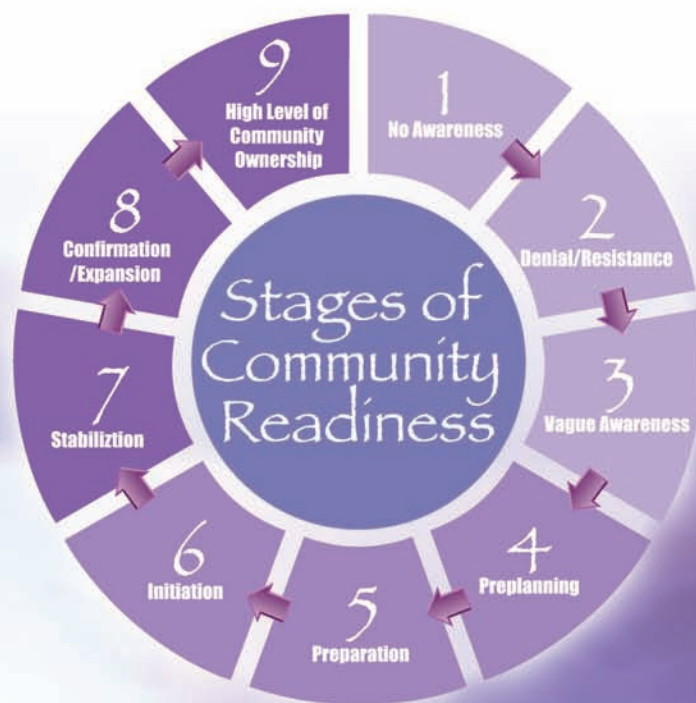 Stages of
Community
Readiness
1
No Awareness
2
Denial/Resistance
3
Vague Awareness
4
Preplanning
5
Preparation
6
Initiation
7
Stabiliztion
8
Confirmation
/Expansion
9
High Level of
Community
Ownership